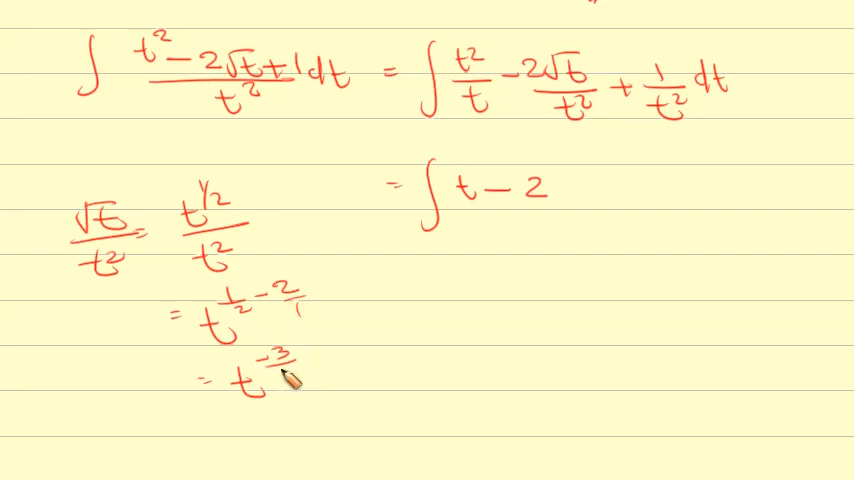 ∫ (t² - 2√t + 1)/t² dt = ∫ t²/t - 2√t/t² + 1/t² dt
= ∫ t - 2
√t/t² = t^(1/2)/t²
= t^(1/2 - 2/1)
= t^(-3/